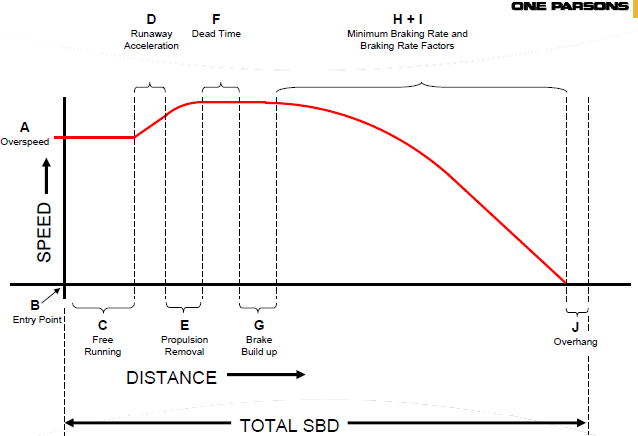 ONE PARSONS
D
Runaway
Acceleration
F
Dead Time
H + I
Minimum Braking Rate and
Braking Rate Factors
A
Overspeed
SPEED
B
Entry Point
C
Free
Running
E
Propulsion
Removal
G
Brake
Build up
J
Overhang
DISTANCE
TOTAL SBD